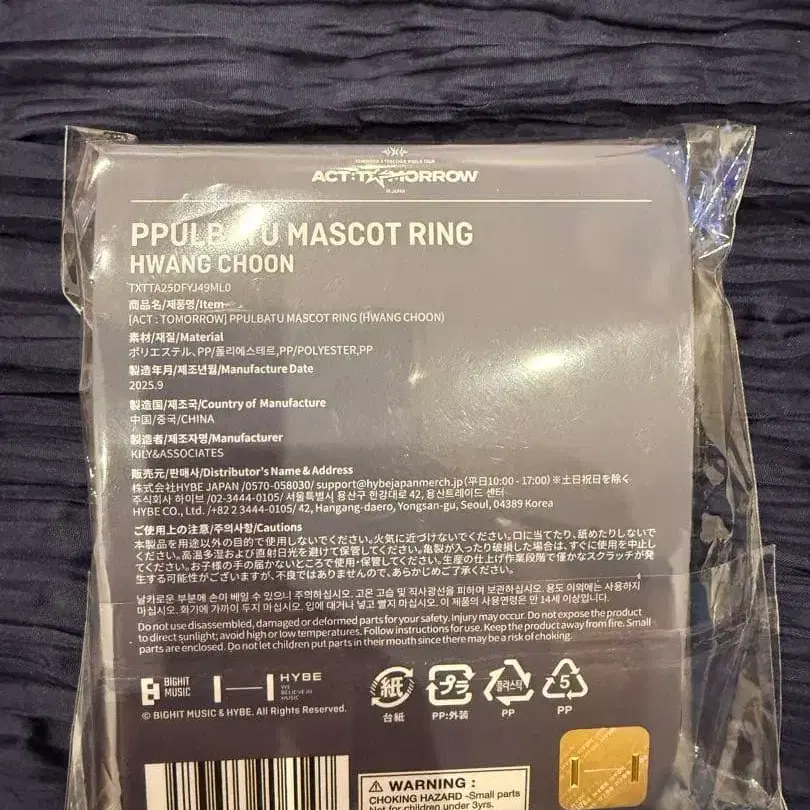 TOMORROW X TOGETHER WORLD TOUR
ACT:TOMORROW
IN JAPAN
PPULBATU MASCOT RING
HWANG CHOON
TXTTA25DFYJ49ML0
商品名/제품명/Item
[ACT : TOMORROW] PPULBATU MASCOT RING (HWANG CHOON)
素材/재질/Material
ポリエステル、PP/폴리에스테르,PP/POLYESTER,PP
製造年月/제조년월/Manufacture Date
2025.9
製造国/제조국/Country of Manufacture
中国/중국/CHINA
製造者/제조자명/Manufacturer
KILY&ASSOCIATES
販売元/판매사/Distributor's Name & Address
株式会社HYBE JAPAN /0570-058030/ support@hybejapanmerch.jp(平日10:00 - 17:00)※土日祝日を除く
주식회사 하이브 /02-3444-0105/ 서울특별시 용산구 한강대로 42, 용산트레이드 센터
HYBE CO., Ltd./+82 2 3444-0105/ 42, Hangang-daero, Yongsan-gu, Seoul, 04389 Korea
ご使用上の注意/주의사항/Cautions
本製品を用途以外の目的で使用しないでください。火気に近づけないでください。口に当てたり、舐めたりしないで
ください。高温多湿および直射日光を避けて保管してください。亀裂が入ったり破損した場合は、すぐに使用を中止し
てください。お子様の手の届かないところで使用・保管してください。生産の仕上げ作業段階で僅かなスクラッチが発
生する可能性がございますが、不良ではありませんので、あらかじめご了承ください。
날카로운 부분에 손이 베일 수 있으니 주의하십시오. 고온 고습 및 직사광선을 피하여 보관하십시오. 용도 이외에는 사용하지
마십시오. 화기에 가까이 두지 마십시오. 입에 대거나 넣고 빨지 마십시오. 이 제품의 사용연령은 만 14세 이상입니다.
Do not use disassembled, damaged or deformed parts for your safety. Injury may occur. Do not expose the product
to direct sunlight; avoid high or low temperatures. Follow instructions for use. Keep the product away from fire. Small
parts are enclosed. Do not let children put parts in their mouth since there may be a risk of choking.
BIGHIT
MUSIC
HYBE
WE
BELIEVE IN
MUSIC
紙
プラ
플라스틱
5
台紙
PP:外装
PP
PP
© BIGHIT MUSIC & HYBE. All Rights Reserved.
WARNING :
CHOKING HAZARD -Small parts
Not for children under 3yrs.